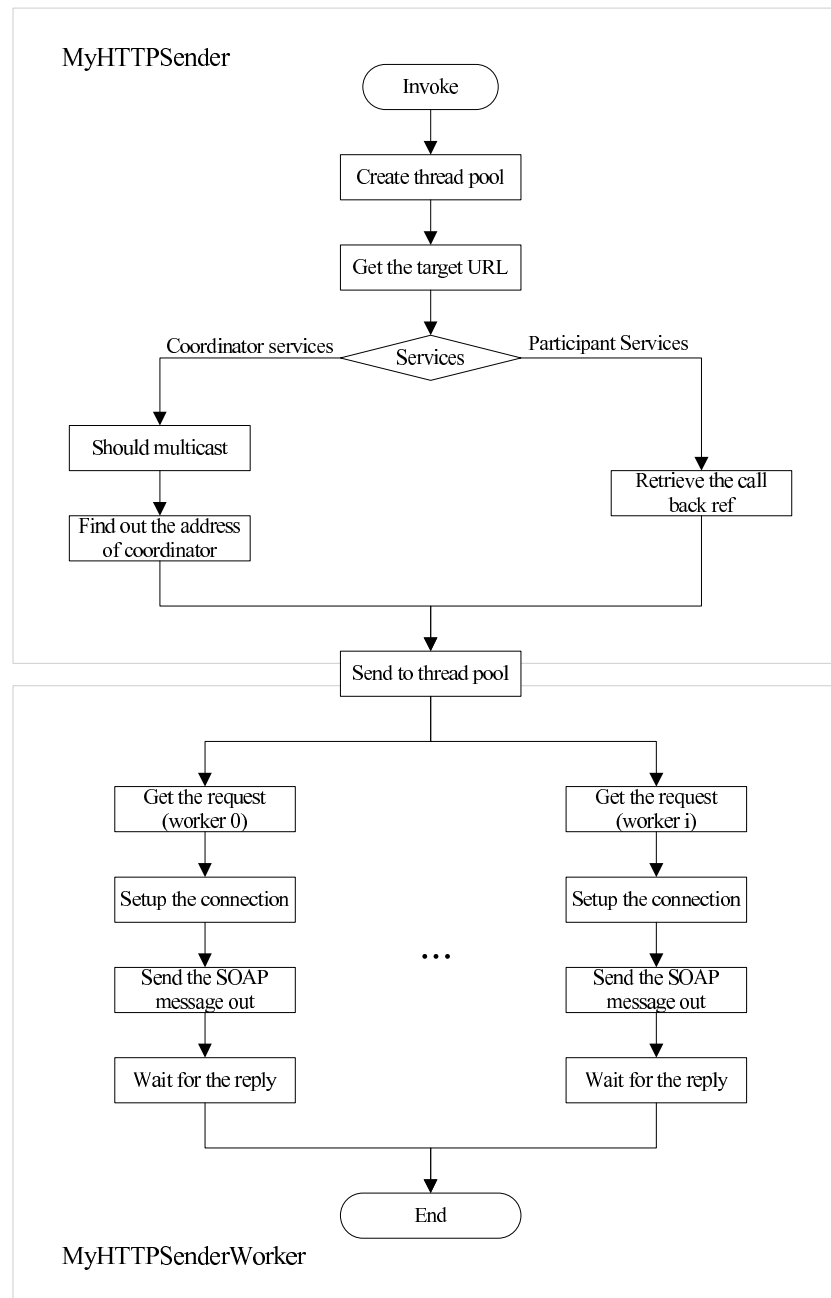 MyHTTPSender
Invoke
Create thread pool
Get the target URL
Coordinator services
Services
Participant Services
Should multicast
Find out the address
of coordinator
Retrieve the call
back ref
Send to thread pool
Get the request
(worker 0)
Get the request
(worker i)
Setup the connection
Setup the connection
...
Send the SOAP
message out
Send the SOAP
message out
Wait for the reply
Wait for the reply
End
MyHTTPSenderWorker